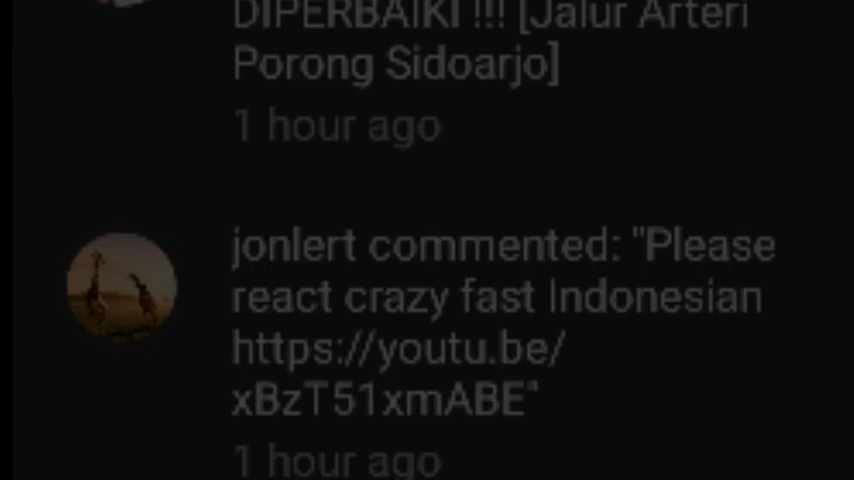 DIPERBAIKI !!! [Jalur Arteri
Porong Sidoarjo]
1 hour ago
jonlert commented: "Please
react crazy fast Indonesian
https://youtu.be/
xBzT51xmABE"
1 hour ago